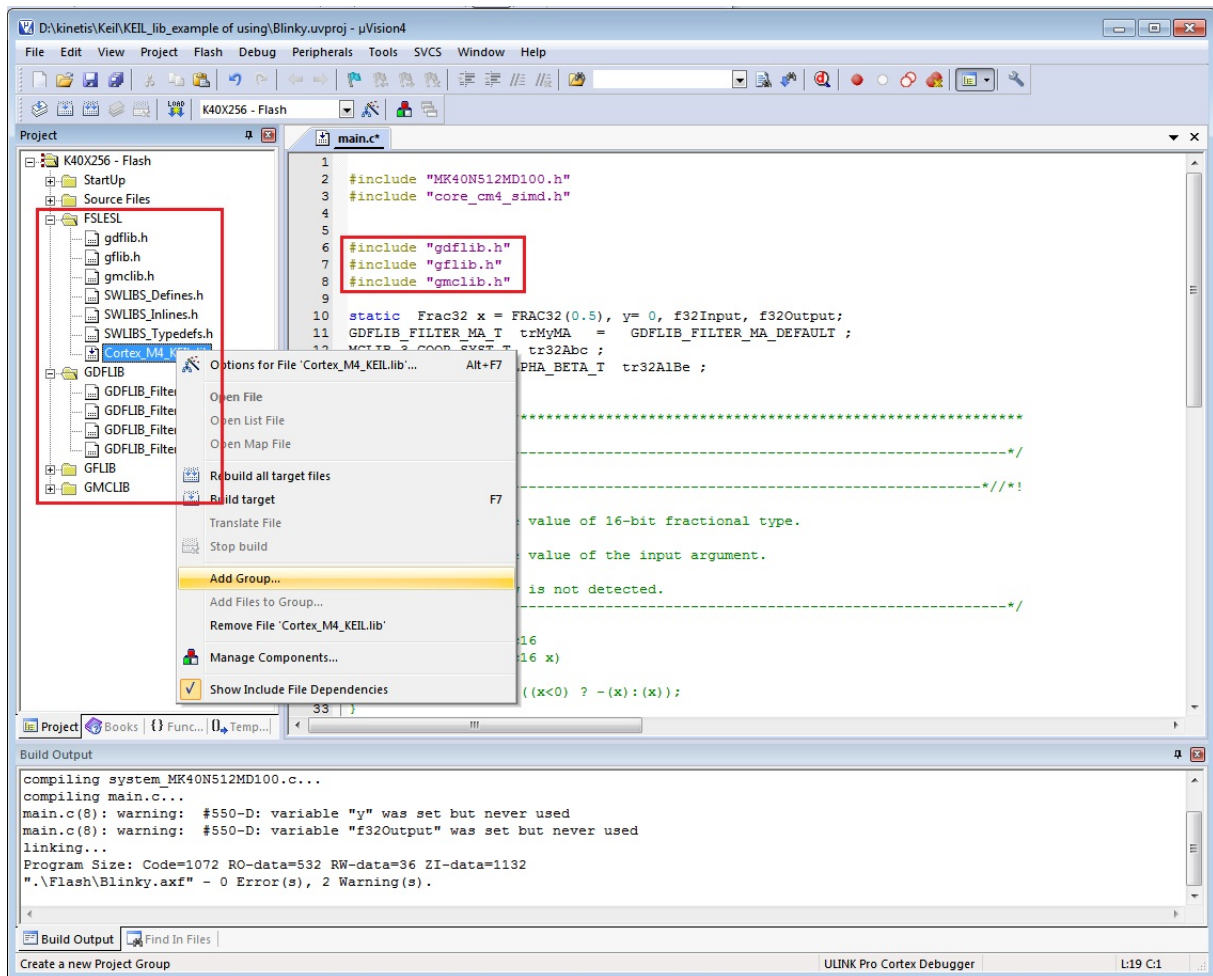 D:\kinetis\Keil\KEIL_lib_example of using\Blinky.uvproj - µVision4
File Edit View Project Flash Debug Peripherals Tools SVCS Window Help
LOAD K40X256 - Flash
Project
main.c*
K40X256 - Flash
StartUp
Source Files
FSLESL
gdflib.h
gflib.h
gmclib.h
SWLIBS_Defines.h
SWLIBS_Inlines.h
SWLIBS_Typedefs.h
Cortex_M4_KEIL.lib
GDFLIB
GDFLIB_Filter
GDFLIB_Filter
GDFLIB_Filter
GDFLIB_Filter
GFLIB
GMCLIB
Options for File 'Cortex_M4_KEIL.lib'... Alt+F7
Open File
Open List File
Open Map File
Rebuild all target files
Build target F7
Translate File
Stop build
Add Group...
Add Files to Group...
Remove File 'Cortex_M4_KEIL.lib'
Manage Components...
Show Include File Dependencies
1
2 #include "MK40N512MD100.h"
3 #include "core_cm4_simd.h"
4
5
6 #include "gdflib.h"
7 #include "gflib.h"
8 #include "gmclib.h"
9
10 static Frac32 x = FRAC32(0.5), y= 0, f32Input, f32Output;
11 GDFLIB_FILTER_MA_T trMyMA = GDFLIB_FILTER_MA_DEFAULT ;
12 MCLIB_3_COOR_SYST_T tr32Abc ;
PHA_BETA_T tr32AlBe ;
************************************************************
-----------------------------------------------------------*/
--------------------------------------------------------*//*!
value of 16-bit fractional type.
value of the input argument.
is not detected.
-----------------------------------------------------------*/
16
16 x)
((x<0) ? -(x):(x));
33 }
Project Books {} Func... Temp...
Build Output
compiling system_MK40N512MD100.c...
compiling main.c...
main.c(8): warning: #550-D: variable "y" was set but never used
main.c(8): warning: #550-D: variable "f32Output" was set but never used
linking...
Program Size: Code=1072 RO-data=532 RW-data=36 ZI-data=1132
".\Flash\Blinky.axf" - 0 Error(s), 2 Warning(s).
Build Output Find In Files
Create a new Project Group ULINK Pro Cortex Debugger L:19 C:1